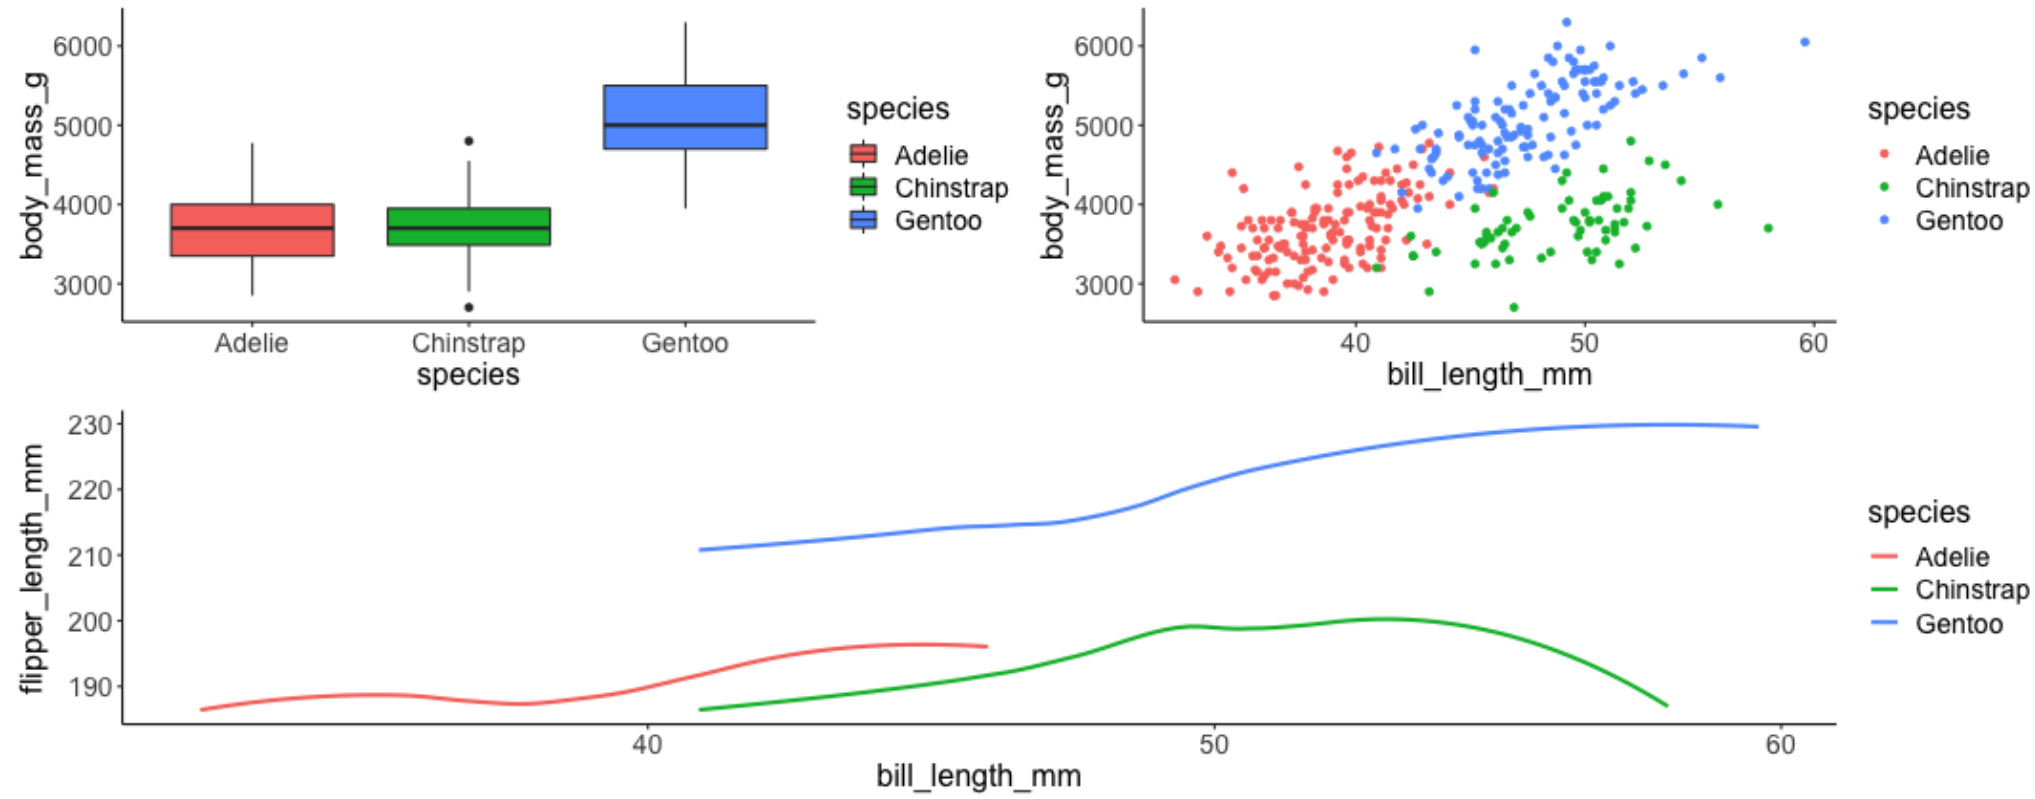 6000
5000
4000
3000
body_mass_g
Adelie Chinstrap Gentoo
species
species
Adelie
Chinstrap
Gentoo
6000
5000
4000
3000
body_mass_g
40 50 60
bill_length_mm
species
Adelie
Chinstrap
Gentoo
230
220
210
200
190
flipper_length_mm
40 50 60
bill_length_mm
species
Adelie
Chinstrap
Gentoo